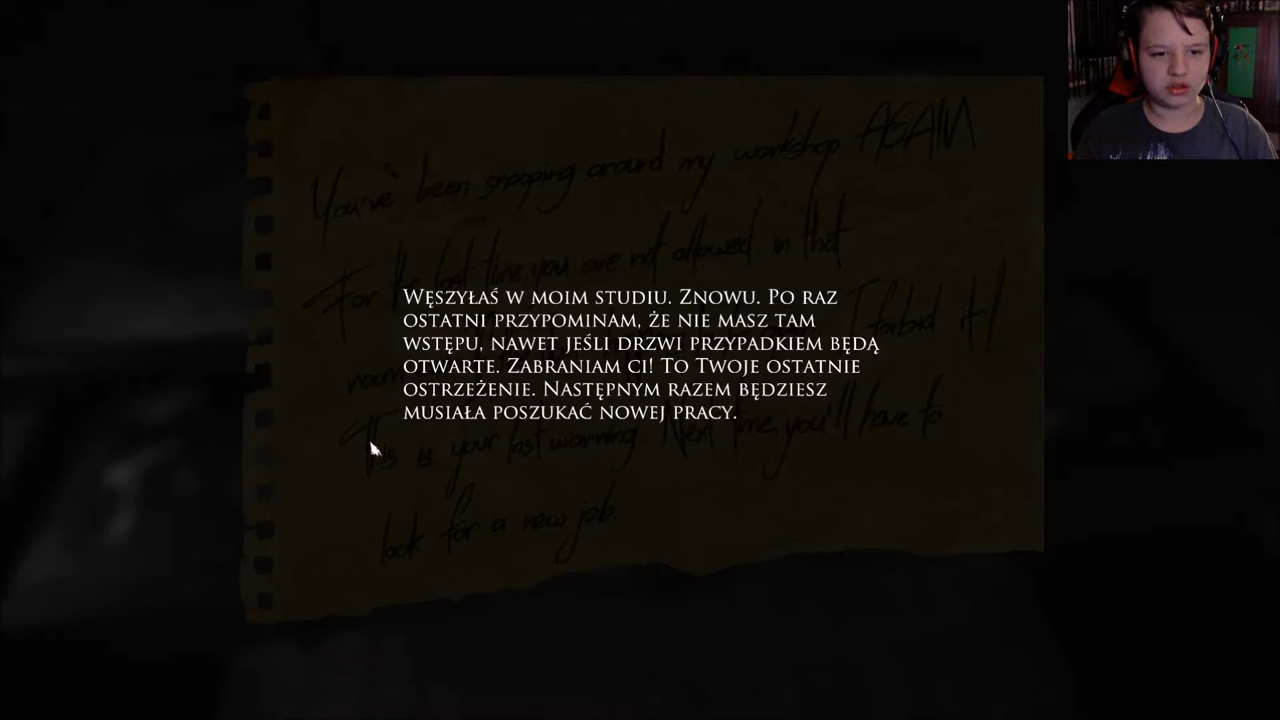 You've been snooping around my workshop AGAIN
For the last time, you are not allowed in that
WĘSZYŁAŚ W MOIM STUDIU. ZNOWU. PO RAZ
OSTATNI PRZYPOMINAM, ŻE NIE MASZ TAM
WSTĘPU, NAWET JEŚLI DRZWI PRZYPADKIEM BĘDĄ
OTWARTE. ZABRANIAM CI! TO TWOJE OSTATNIE
OSTRZEŻENIE. NASTĘPNYM RAZEM BĘDZIESZ
MUSIAŁA POSZUKAĆ NOWEJ PRACY.
room I forbid it!
This is your last warning. Next time, you'll have to
look for a new job.